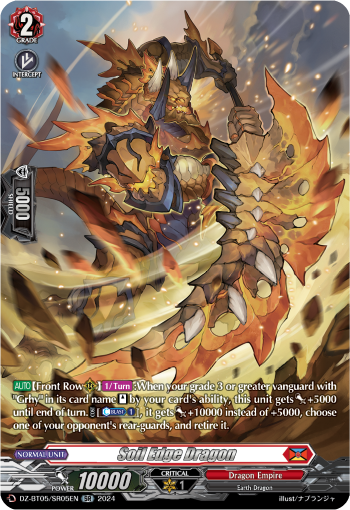 2
GRADE
INTERCEPT
5000
SHIELD
AUTO [Front Row] 1/Turn : When your grade 3 or greater vanguard with
"Grhy" in its card name by your card's ability, this unit gets +5000
until end of turn. [BLAST 1], it gets +10000 instead of +5000, choose
one of your opponent's rear-guards, and retire it.
NORMAL UNIT
Soil Edge Dragon
POWER
10000
CRITICAL
1
Dragon Empire
Earth Dragon
D-DZ-BT05/SR05EN SR 2024
illust/ナブランジャ